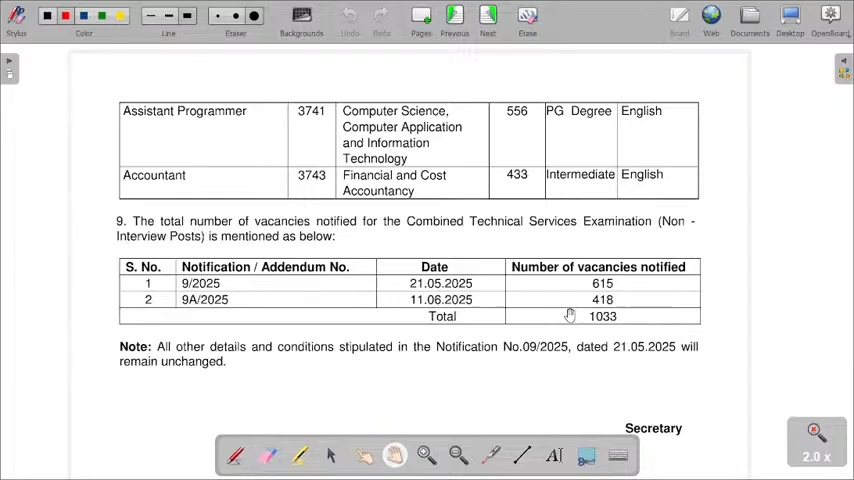 Stylus Color Line Eraser Backgrounds Undo Redo Pages Previous Next Erase Board Web Documents Desktop OpenBoard
Assistant Programmer 3741 Computer Science, 556 PG Degree English
Computer Application
and Information
Technology
Accountant 3743 Financial and Cost 433 Intermediate English
Accountancy
9. The total number of vacancies notified for the Combined Technical Services Examination (Non -
Interview Posts) is mentioned as below:
S. No. Notification / Addendum No. Date Number of vacancies notified
1 9/2025 21.05.2025 615
2 9A/2025 11.06.2025 418
Total 1033
Note: All other details and conditions stipulated in the Notification No.09/2025, dated 21.05.2025 will
remain unchanged.
Secretary
2.0 x